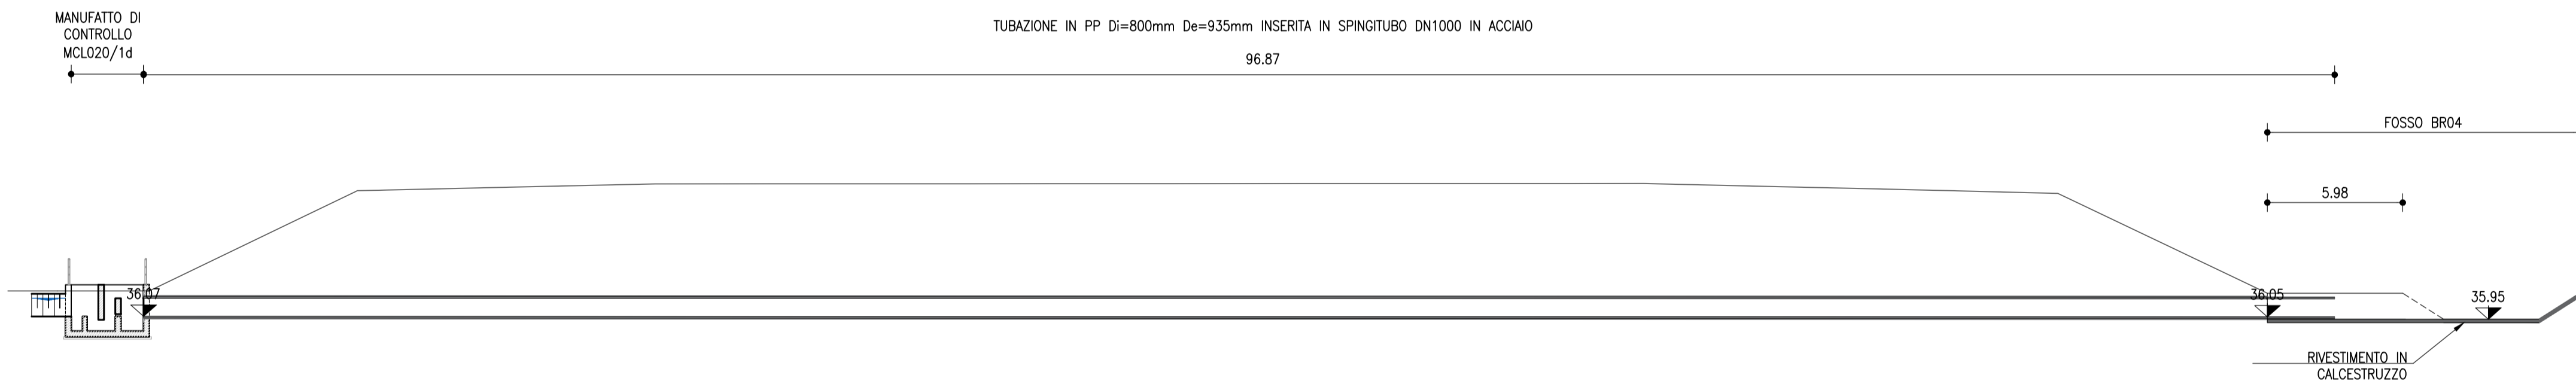 MANUFATTO DI
CONTROLLO
MCL020/1d
TUBAZIONE IN PP Di=800mm De=935mm INSERITA IN SPINGITUBO DN1000 IN ACCIAIO
96.87
FOSSO BR04
5.98
36.07
36.05
35.95
RIVESTIMENTO IN
CALCESTRUZZO